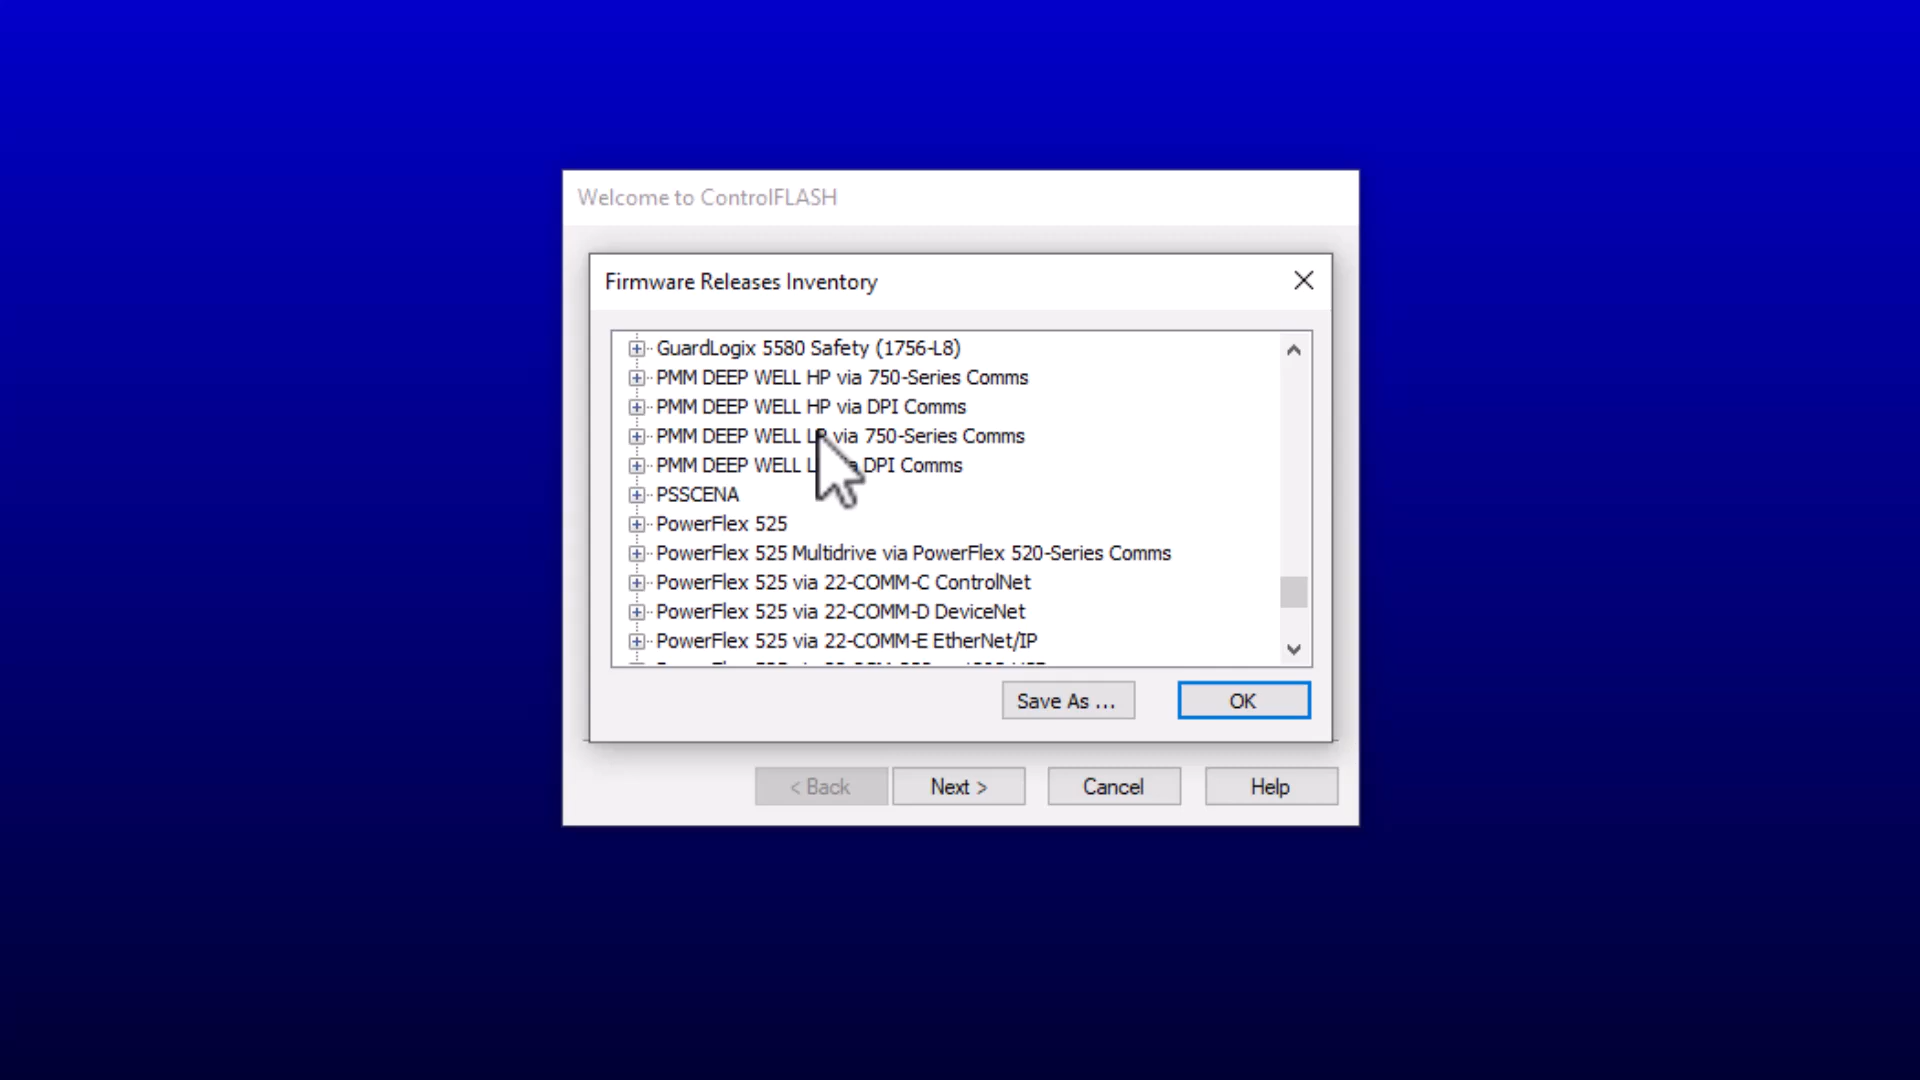 Welcome to ControlFLASH
Firmware Releases Inventory
GuardLogix 5580 Safety (1756-L8)
PMM DEEP WELL HP via 750-Series Comms
PMM DEEP WELL HP via DPI Comms
PMM DEEP WELL LP via 750-Series Comms
PMM DEEP WELL DPI Comms
PSSCENA
PowerFlex 525
PowerFlex 525 Multidrive via PowerFlex 520-Series Comms
PowerFlex 525 via 22-COMM-C ControlNet
PowerFlex 525 via 22-COMM-D DeviceNet
PowerFlex 525 via 22-COMM-E EtherNet/IP
Save As ...
OK
< Back
Next >
Cancel
Help